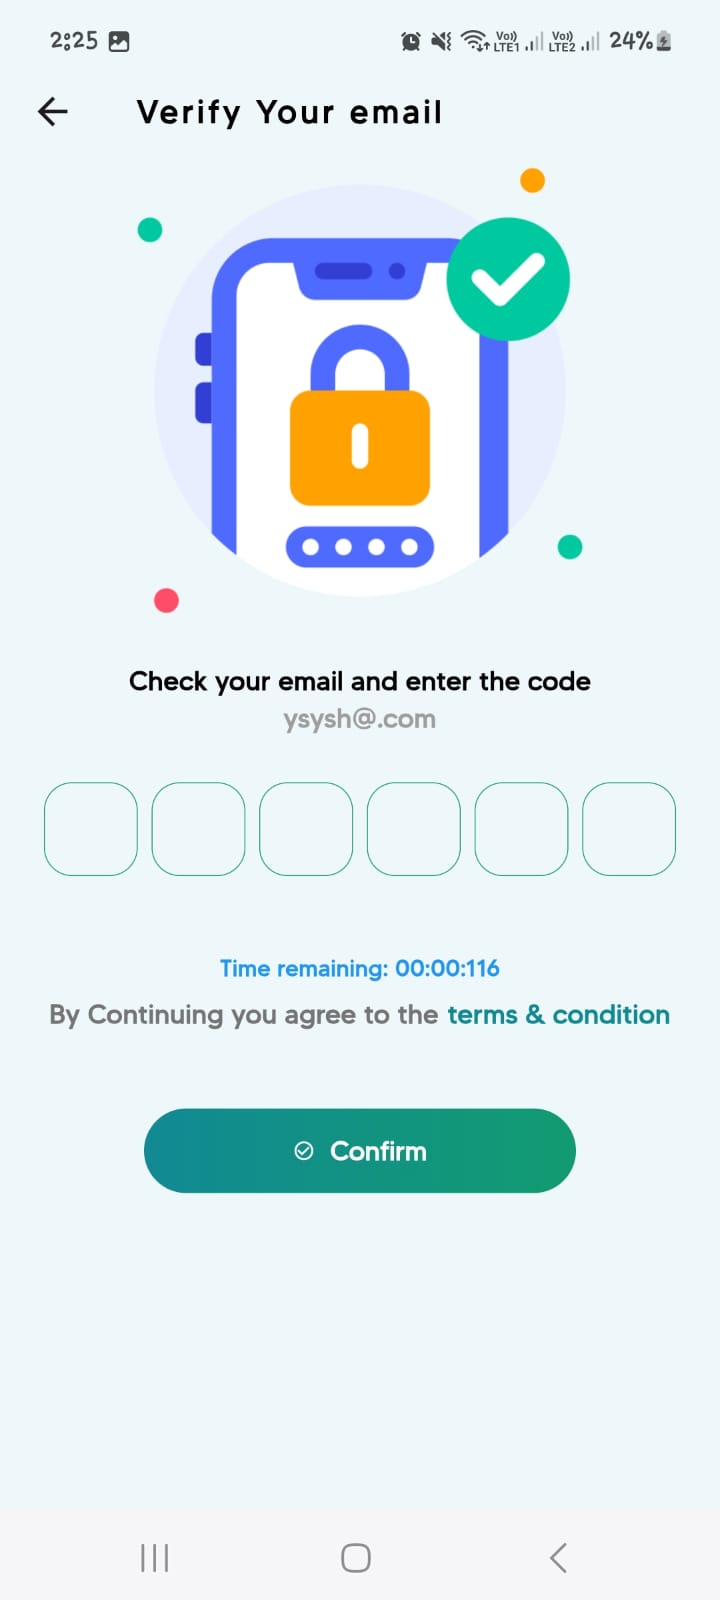 2:25
Vo)) LTE1 Vo)) LTE2 24%
Verify Your email
Check your email and enter the code
ysysh@.com
Time remaining: 00:00:116
By Continuing you agree to the terms & condition
Confirm